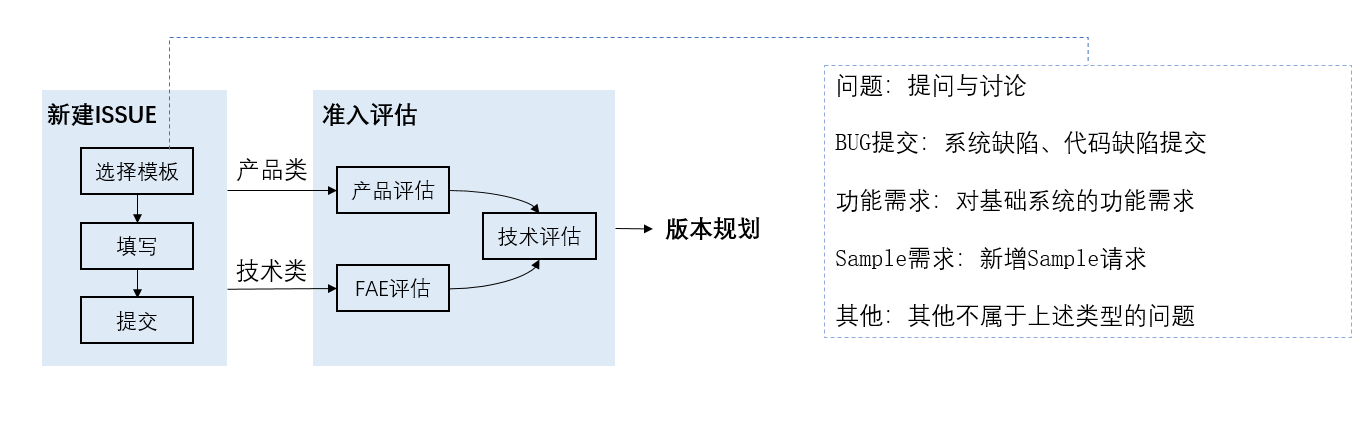 新建ISSUE
选择模板
填写
提交
产品类
技术类
准入评估
产品评估
FAE评估
技术评估
版本规划
问题：提问与讨论
BUG提交：系统缺陷、代码缺陷提交
功能需求：对基础系统的功能需求
Sample需求：新增Sample请求
其他：其他不属于上述类型的问题